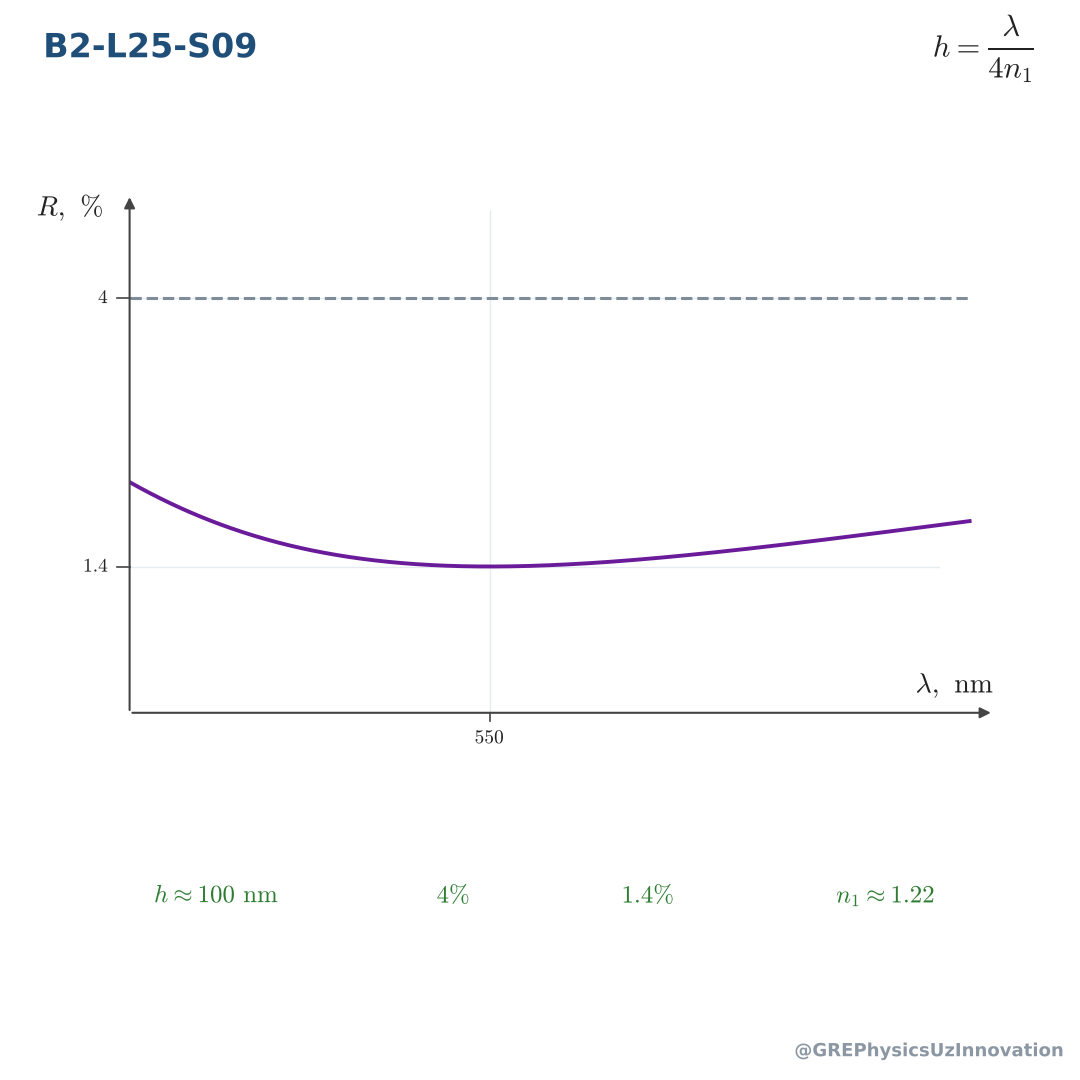 B2-L25-S09
h = λ/4n₁
R, %
4
1.4
λ, nm
550
h ≈ 100 nm 4% 1.4% n₁ ≈ 1.22
@GREPhysicsUzInnovation